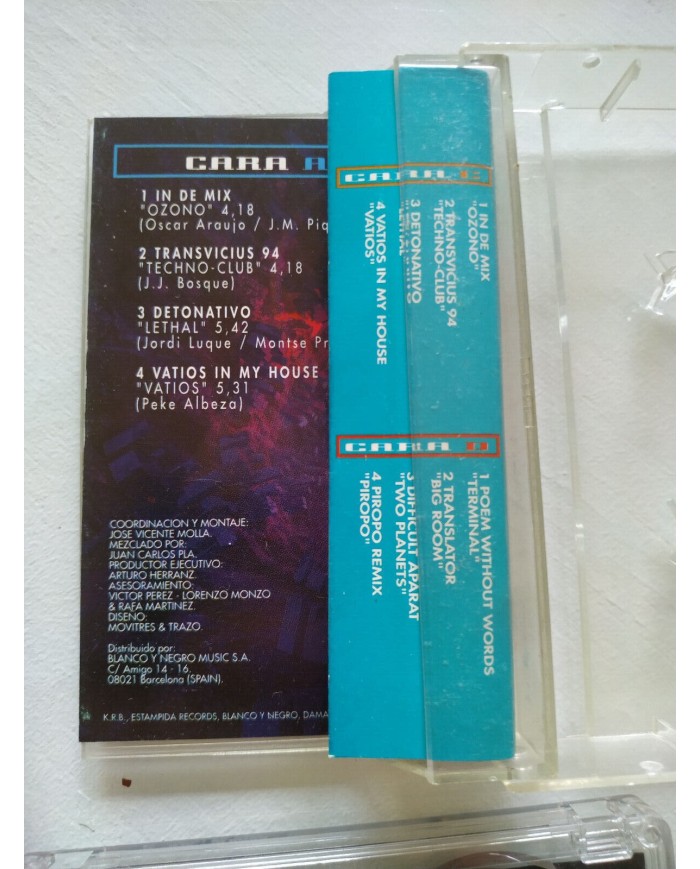 CARA A
1 IN DE MIX
"OZONO" 4,18
(Oscar Araujo / J.M. Piq
2 TRANSVICIUS 94
"TECHNO-CLUB" 4,18
(J.J. Bosque)
3 DETONATIVO
"LETHAL" 5,42
(Jordi Luque / Montse Pr
4 VATIOS IN MY HOUSE
"VATIOS" 5,31
(Peke Albeza)
COORDINACION Y MONTAJE:
JOSE VICENTE MOLLA.
MEZCLADO POR:
JUAN CARLOS PLA.
PRODUCTOR EJECUTIVO:
ARTURO HERRANZ.
ASESORAMIENTO:
VICTOR PEREZ - LORENZO MONZO
& RAFA MARTINEZ.
DISENO:
MOVITRES & TRAZO.
Distribuido por:
BLANCO Y NEGRO MUSIC S.A.
C/ Amigo 14 - 16.
08021 Barcelona (SPAIN).
K.R.B., ESTAMPIDA RECORDS, BLANCO Y NEGRO, DAMA
CARA
1 IN DE MIX
"OZONO"
2 TRANSVICIUS 94
"TECHNO-CLUB"
3 DETONATIVO
"LETHAL"
4 VATIOS IN MY HOUSE
"VATIOS"
CARA
1 POEM WITHOUT WORDS
"TERMINAL"
2 TRANSLATOR
"BIG ROOM"
3 DIFFICULT APARAT
"TWO PLANETS"
4 PIROPO REMIX
"PIROPO"